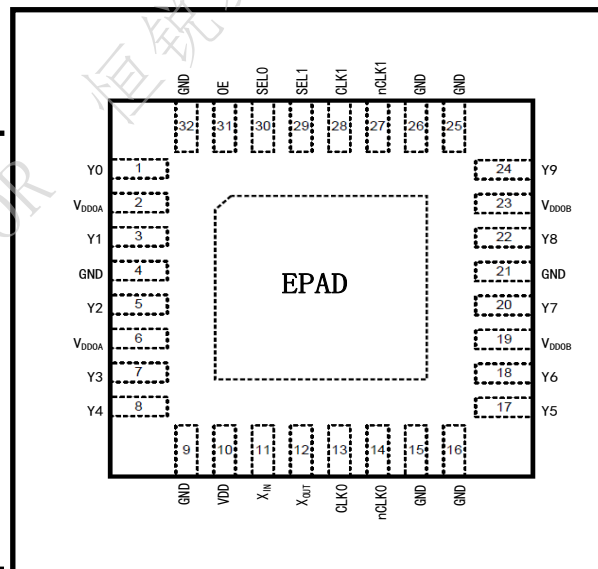 恒锐
OR
GND OE SEL0 SEL1 CLK1 nCLK1 GND GND
32 31 30 29 28 27 26 25
Y0 1 24 Y9
VDDOA 2 23 VDDOB
Y1 3 22 Y8
GND 4 21 GND
EPAD
Y2 5 20 Y7
VDDOA 6 19 VDDOB
Y3 7 18 Y6
Y4 8 17 Y5
9 10 11 12 13 14 15 16
GND VDD XIN XOUT CLK0 nCLK0 GND GND